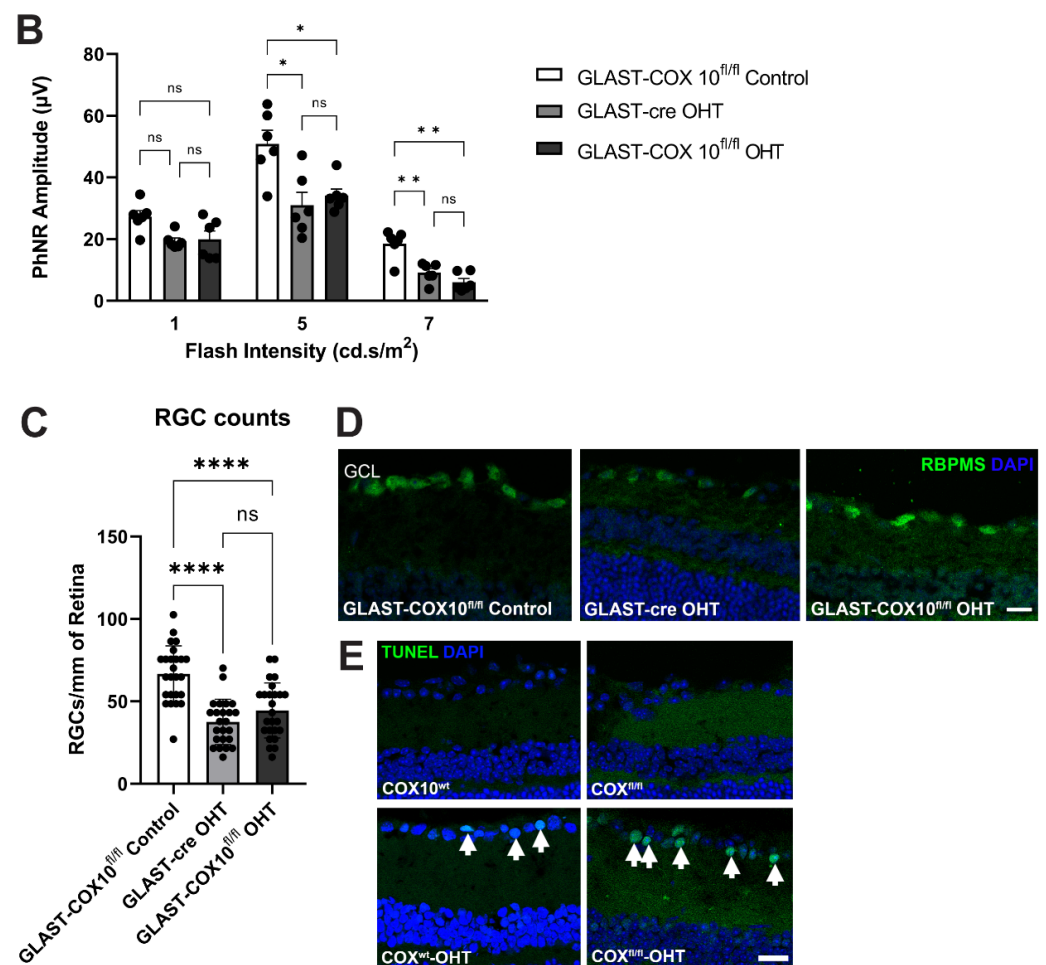 B
PhNR Amplitude (µV)
80
60
40
20
0
ns
ns
ns
*
*
ns
* *
* *
ns
1
5
7
Flash Intensity (cd.s/m²)
GLAST-COX 10fl/fl Control
GLAST-cre OHT
GLAST-COX 10fl/fl OHT
C
RGC counts
RGCs/mm of Retina
150
100
50
0
****
ns
****
GLAST-COX10fl/fl Control
GLAST-cre OHT
GLAST-COX10fl/fl OHT
D
GCL
RBPMS DAPI
GLAST-COX10fl/fl Control
GLAST-cre OHT
GLAST-COX10fl/fl OHT
E
TUNEL DAPI
COX10wt
COXfl/fl
COXwt-OHT
COXfl/fl-OHT